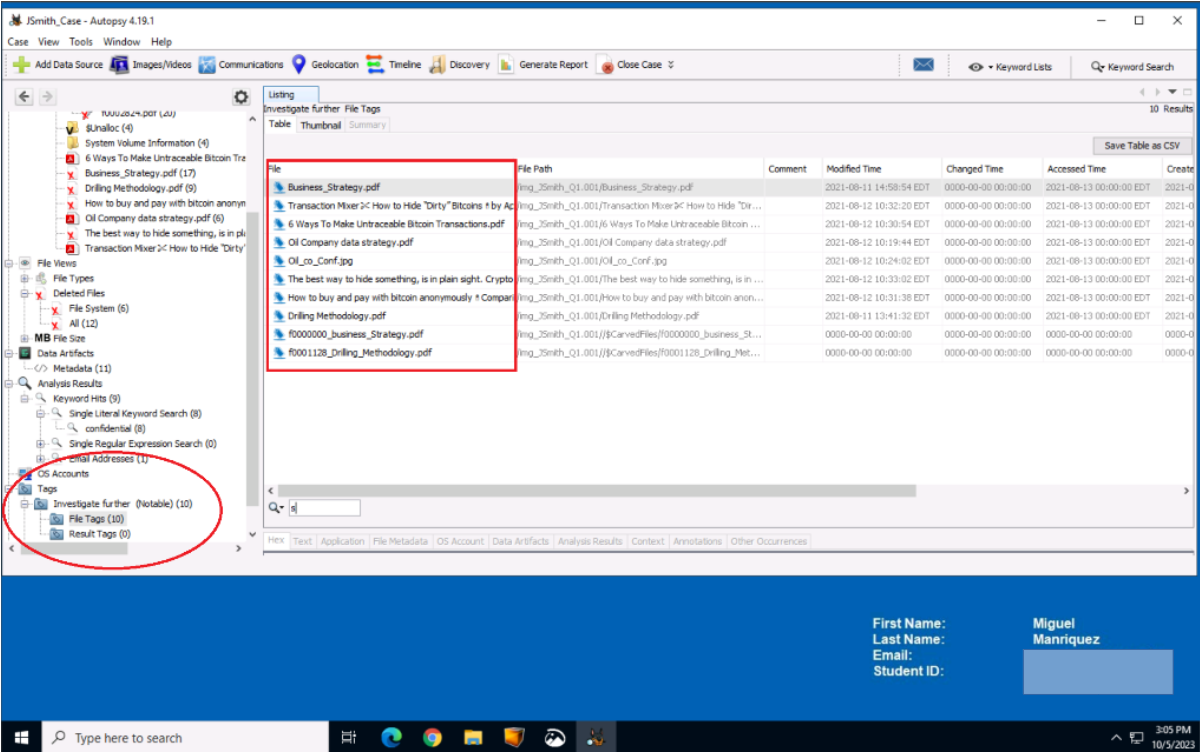 JSmith_Case - Autopsy 4.19.1
Case View Tools Window Help
Add Data Source Images/Videos Communications Geolocation Timeline Discovery Generate Report Close Case Keyword Lists Keyword Search
f0002824.pdf (20)
$Unalloc (4)
System Volume Information (4)
6 Ways To Make Untraceable Bitcoin Tra
Business_Strategy.pdf (17)
Drilling Methodology.pdf (9)
How to buy and pay with bitcoin anonym
Oil Company data strategy.pdf (6)
The best way to hide something, is in pla
Transaction Mixer✂ How to Hide "Dirty"
File Views
File Types
Deleted Files
File System (6)
All (12)
MB File Size
Data Artifacts
Metadata (11)
Analysis Results
Keyword Hits (9)
Single Literal Keyword Search (8)
confidential (8)
Single Regular Expression Search (0)
Email Addresses (1)
OS Accounts
Tags
Investigate further (Notable) (10)
File Tags (10)
Result Tags (0)
Listing
Investigate further File Tags 10 Results
Table Thumbnail Summary
Save Table as CSV
File File Path Comment Modified Time Changed Time Accessed Time Create
Business_Strategy.pdf /img_JSmith_Q1.001/Business_Strategy.pdf 2021-08-11 14:58:54 EDT 0000-00-00 00:00:00 2021-08-13 00:00:00 EDT 2021-0
Transaction Mixer✂ How to Hide "Dirty" Bitcoins by Ap /img_JSmith_Q1.001/Transaction Mixer✂ How to Hide "Dir... 2021-08-12 10:32:20 EDT 0000-00-00 00:00:00 2021-08-13 00:00:00 EDT 2021-0
6 Ways To Make Untraceable Bitcoin Transactions.pdf /img_JSmith_Q1.001/6 Ways To Make Untraceable Bitcoin ... 2021-08-12 10:30:54 EDT 0000-00-00 00:00:00 2021-08-13 00:00:00 EDT 2021-0
Oil Company data strategy.pdf /img_JSmith_Q1.001/Oil Company data strategy.pdf 2021-08-12 10:19:44 EDT 0000-00-00 00:00:00 2021-08-13 00:00:00 EDT 2021-0
Oil_co_Conf.jpg /img_JSmith_Q1.001/Oil_co_Conf.jpg 2021-08-12 10:24:02 EDT 0000-00-00 00:00:00 2021-08-13 00:00:00 EDT 2021-0
The best way to hide something, is in plain sight. Crypto /img_JSmith_Q1.001/The best way to hide something, is in ... 2021-08-12 10:33:02 EDT 0000-00-00 00:00:00 2021-08-13 00:00:00 EDT 2021-0
How to buy and pay with bitcoin anonymously Compari /img_JSmith_Q1.001/How to buy and pay with bitcoin anon... 2021-08-12 10:31:38 EDT 0000-00-00 00:00:00 2021-08-13 00:00:00 EDT 2021-0
Drilling Methodology.pdf /img_JSmith_Q1.001/Drilling Methodology.pdf 2021-08-11 13:41:32 EDT 0000-00-00 00:00:00 2021-08-13 00:00:00 EDT 2021-0
f0000000_business_Strategy.pdf /img_JSmith_Q1.001//$CarvedFiles/f0000000_business_St... 0000-00-00 00:00:00 0000-00-00 00:00:00 0000-00-00 00:00:00 0000-0
f0001128_Drilling_Methodology.pdf /img_JSmith_Q1.001//$CarvedFiles/f0001128_Drilling_Met... 0000-00-00 00:00:00 0000-00-00 00:00:00 0000-00-00 00:00:00 0000-0
s
Hex Text Application File Metadata OS Account Data Artifacts Analysis Results Context Annotations Other Occurrences
First Name: Miguel
Last Name: Manriquez
Email:
Student ID:
Type here to search
3:05 PM
10/5/2023